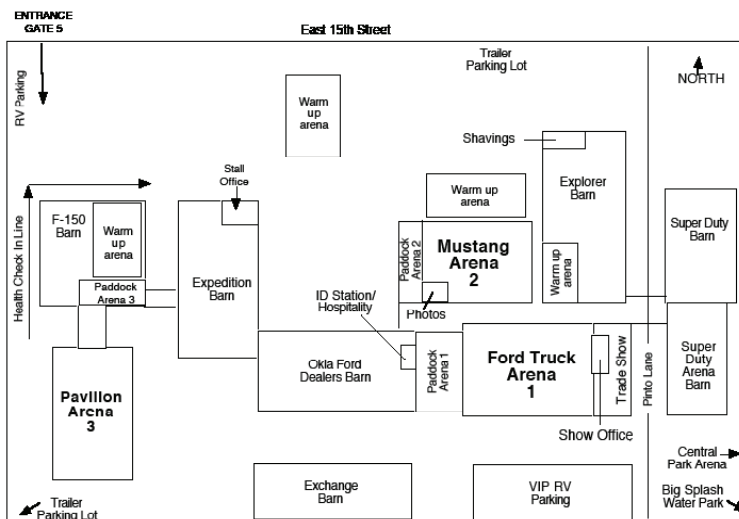 ENTRANCE
GATE 5
East 15th Street
RV Parking
Trailer
Parking Lot
NORTH
Warm
up
arena
Shavings
Stall
Office
Explorer
Barn
Health Check In Line
F-150
Barn
Warm
up
arena
Warm up
arena
Super Duty
Barn
Paddock
Arena 2
Mustang
Arena
2
Warm up
arena
Expedition
Barn
Paddock
Arena 3
ID Station/
Hospitality
Photos
Okla Ford
Dealers Barn
Paddock
Arena 1
Ford Truck
Arena
1
Trade Show
Pinto Lane
Super
Duty
Arena
Barn
Pavilion
Arena
3
Show Office
Central
Park Arena
Exchange
Barn
VIP RV
Parking
Big Splash
Water Park
Trailer
Parking Lot